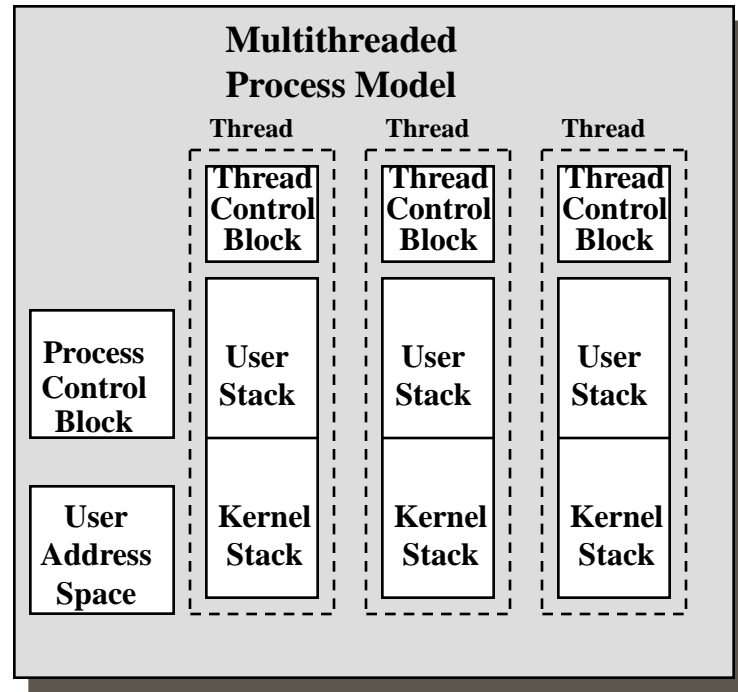 Multithreaded
Process Model
Thread
Thread
Thread
Thread
Control
Block
Thread
Control
Block
Thread
Control
Block
Process
Control
Block
User
Stack
User
Stack
User
Stack
User
Address
Space
Kernel
Stack
Kernel
Stack
Kernel
Stack